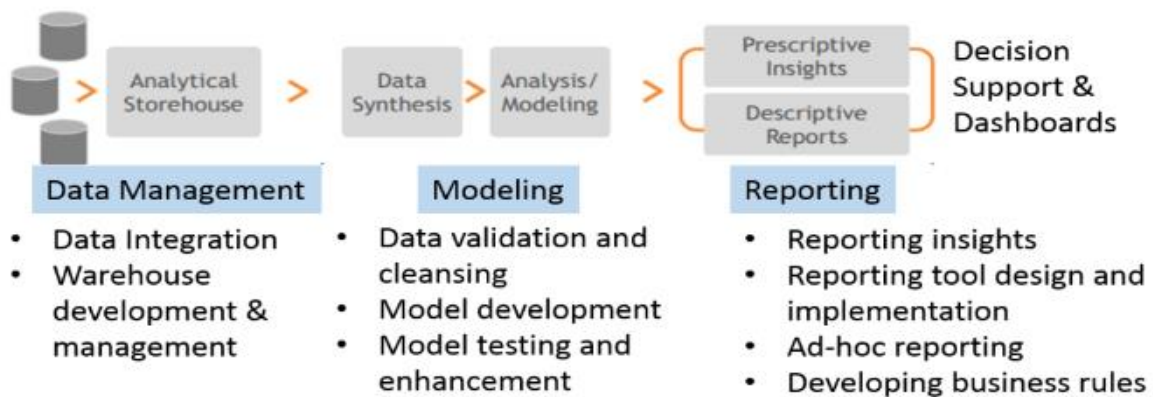 Analytical
Storehouse
Data
Synthesis
Analysis/
Modeling
Prescriptive
Insights
Descriptive
Reports
Decision
Support &
Dashboards
Data Management
• Data Integration
• Warehouse
development &
management
Modeling
• Data validation and
cleansing
• Model development
• Model testing and
enhancement
Reporting
• Reporting insights
• Reporting tool design and
implementation
• Ad-hoc reporting
• Developing business rules